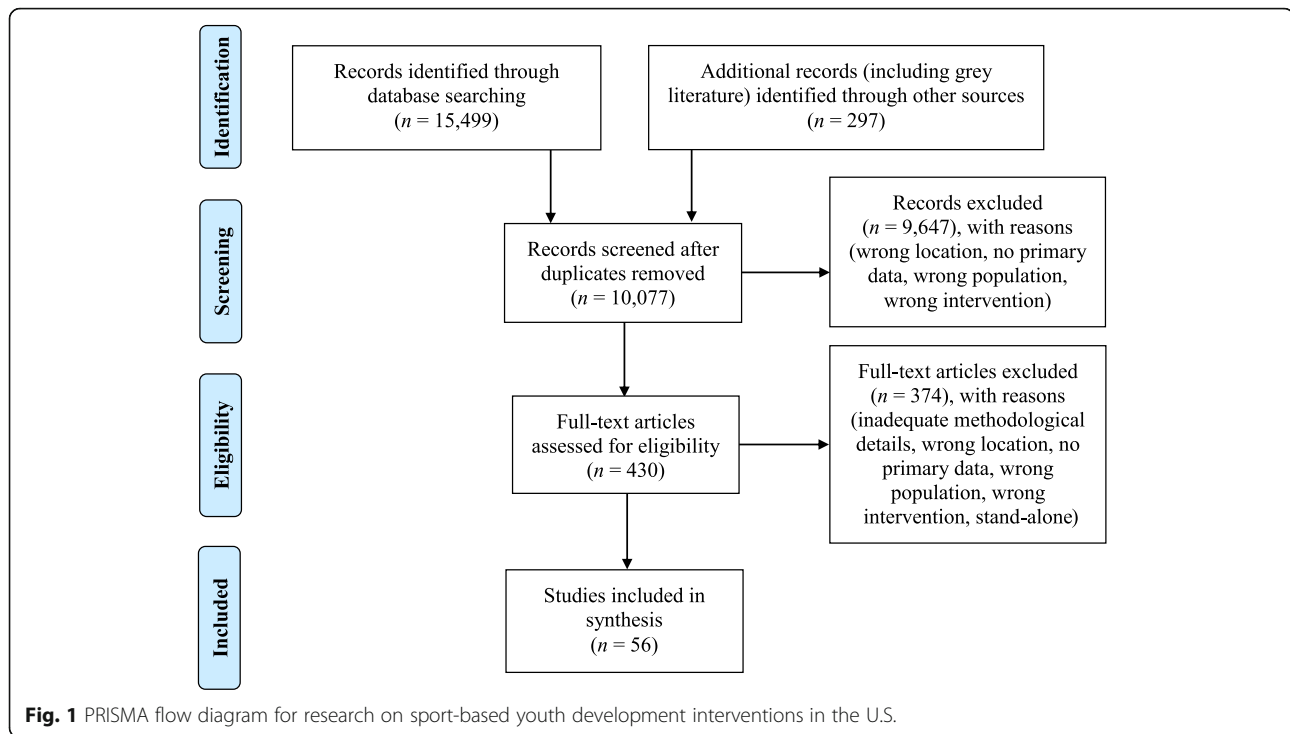 Identification
Records identified through
database searching
(n = 15,499)
Additional records (including grey
literature) identified through other sources
(n = 297)
Screening
Records screened after
duplicates removed
(n = 10,077)
Records excluded
(n = 9,647), with reasons
(wrong location, no primary
data, wrong population,
wrong intervention)
Eligibility
Full-text articles
assessed for eligibility
(n = 430)
Full-text articles excluded
(n = 374), with reasons
(inadequate methodological
details, wrong location, no
primary data, wrong
population, wrong
intervention, stand-alone)
Included
Studies included in
synthesis
(n = 56)
Fig. 1 PRISMA flow diagram for research on sport-based youth development interventions in the U.S.